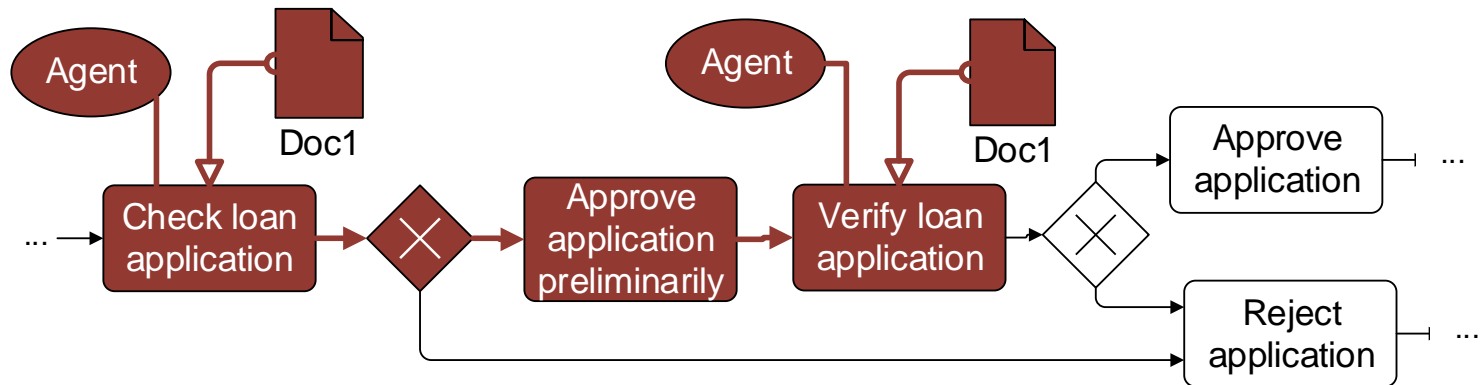 Agent
Doc1
Agent
Doc1
...
Check loan
application
Approve
application
preliminarily
Verify loan
application
Approve
application
...
Reject
application
...